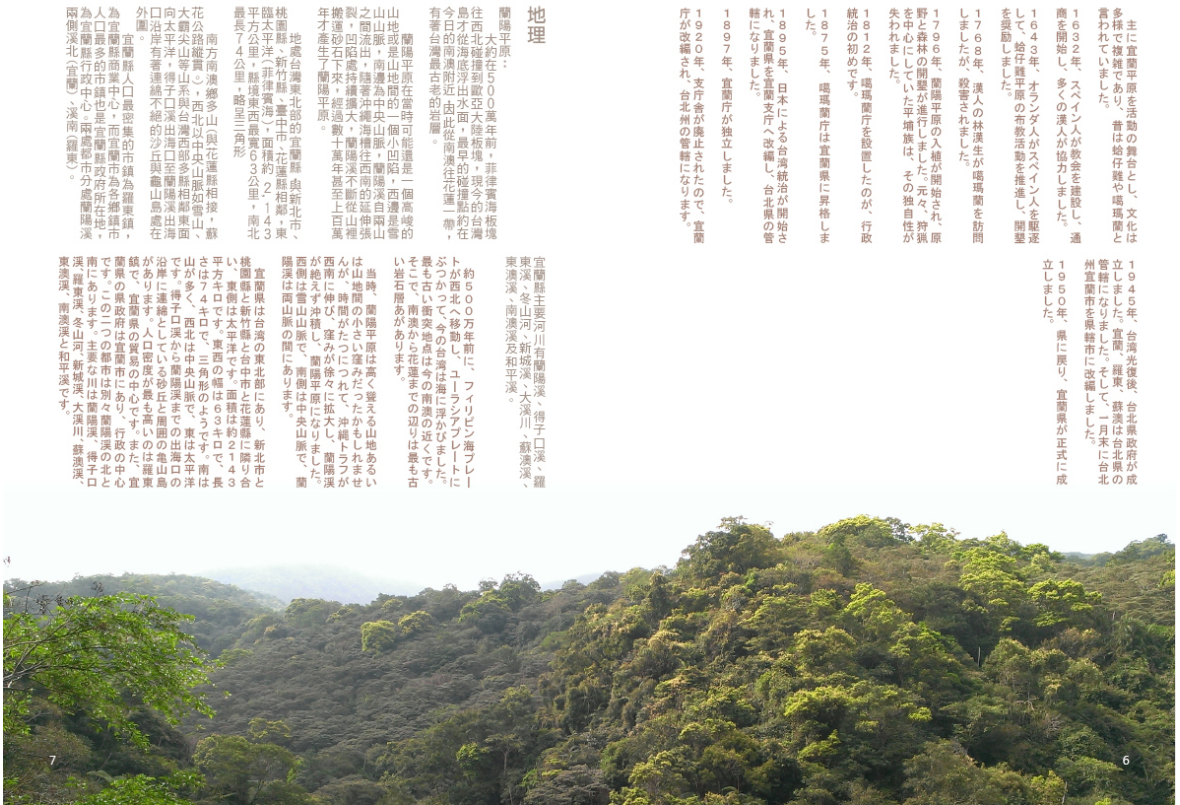 主に宜蘭平原を活動の舞台とし、文化は
多様で複雑であり、昔は蛤仔難や噶瑪蘭と
言われていました。
1632年、スペイン人が教会を建設し、通
商を開始し、多くの漢人が協力しました。
1643年、オランダ人がスペイン人を駆逐
して、蛤仔難平原の布教活動を推進し、開墾
を奨励しました。
1768年、漢人の林漢生が噶瑪蘭を訪問
しましたが、殺害されました。
1796年、蘭陽平原の入植が開始され、原
野と森林の開墾が進行しました。元々、狩猟
を中心にしていた平埔族は、その独自性が
失われました。
1812年、噶瑪蘭庁を設置したのが、行政
統治の初めです。
1875年、噶瑪蘭庁は宜蘭県に昇格しま
した。
1895年、日本による台湾統治が開始さ
れ、宜蘭県を宜蘭支庁へ改編し、台北県の管
轄になりました。
1897年、宜蘭庁が独立しました。
1920年、支庁舎が廃止されたので、宜蘭
庁が改編され、台北州の管轄になります。
1945年、台湾光復後、台北県政府が成
立しました。宜蘭、羅東、蘇澳は台北県の
管轄になりました。そして、1月末に台北
州宜蘭市を県轄市に改編しました。
1950年、県に戻り、宜蘭縣が正式に成
立しました。
6
地理
蘭陽平原：
大約在500萬年前，菲律賓海板塊
往西北碰撞到歐亞大陸板塊，現今的台灣
島才從海底浮出水面，最早的碰撞點約在
今日的南澳附近，因此從南澳往花蓮一帶，
有著台灣最古老的岩層。
蘭陽平原在當時可能還是一個高峻的
山地或是山地間的一個小凹陷，西邊是雪
山山脈，南邊為中央山脈，蘭陽溪自兩山
之間流出，隨著沖繩海槽往西南的延伸張
裂，凹陷處持續擴大，蘭陽溪不斷從山裡
搬運砂石下來，經過數十萬年甚至上百萬
年才產生了蘭陽平原。
地處台灣東北部的宜蘭縣，與新北市、
桃園縣、新竹縣、臺中市、花蓮縣相鄰，東
臨太平洋（菲律賓海），面積約2,143
平方公里，縣境東西最寬63公里，南北
最長74公里，略呈三角形
南方南澳鄉多山（與花蓮縣相接，蘇
花公路縱貫。），西北以中央山脈如雪山、
大霸尖山等山系與台灣西部多縣相鄰東面
向太平洋，得子口溪出海口至蘭陽溪出海
口沿岸有著連綿不絕的沙丘與龜山島處在
外圍。
宜蘭縣人口最密集的市鎮為羅東鎮，
為宜蘭縣商業中心，而宜蘭市為各鄉鎮市
人口最多的市鎮也是宜蘭縣政府所在地，
為宜蘭縣行政中心。兩處都市分處蘭陽溪
兩側溪北（宜蘭）、溪南（羅東）。
宜蘭縣主要河川有蘭陽溪、得子口溪、羅
東溪、冬山河、新城溪、大溪川、蘇澳溪、
東澳溪、南澳溪及和平溪。
約500万年前に、フィリピン海プレー
トが西北へ移動し、ユーラシアプレートに
ぶつかって、今の台湾は海に浮かびました。
最も古い衝突地点は今の南澳の近くです。
そこで、南澳から花蓮までの辺りは最も古
い岩石層があります。
当時、蘭陽平原は高く聳える山地あるい
は山地間の小さい窪みだったかもしれませ
んが、時間がたつにつれて、沖縄トラフが
西南に伸び、窪みが徐々に拡大し、蘭陽渓
が絶えず沖積し、蘭陽平原になりました。
西側は雪山山脈で、南側は中央山脈で、蘭
陽渓は両山脈の間にあります。
宜蘭県は台湾の東北部にあり、新北市と
桃園縣と新竹縣と台中市と花蓮縣に隣り合
い、東側は太平洋です。面積は約2143
平方キロです。東西の幅は63キロで、長
さは74キロで、三角形のようです。南は
山が多く、西北は中央山脈で、東は太平洋
です。得子口渓から蘭陽渓までの出海口の
沿岸に連綿としている砂丘と周囲の亀山島
があります。人口密度が最も高いのは羅東
鎮で、宜蘭県の貿易の中心です。また、宜
蘭県の県政府は宜蘭市にあり、行政の中心
です。この二つの都市は別々蘭陽渓の北と
南にあります。主要な川は蘭陽渓、得子口
渓、羅東渓、冬山河、新城渓、大渓川、蘇澳渓、
東澳渓、南澳渓と和平渓です。
7